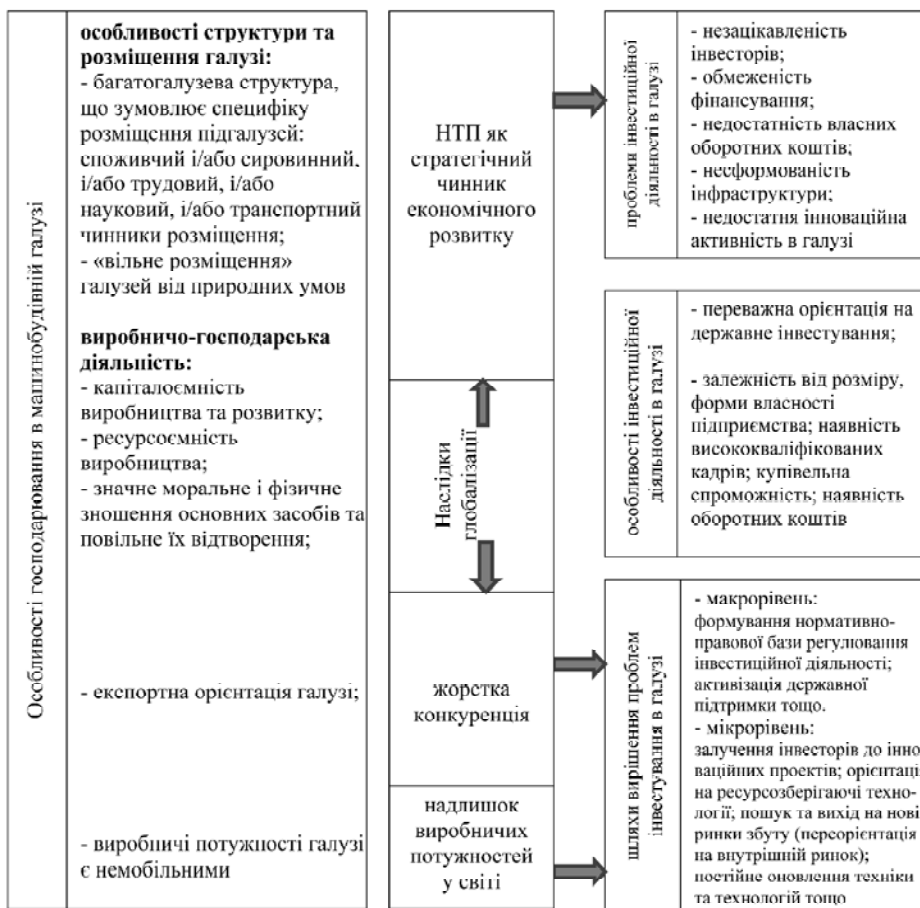 Особливості господарювання в машинобудівній галузі
особливості структури та
розміщення галузі:
- багатогалузева структура,
що зумовлює специфіку
розміщення підгалузей:
споживчий і/або сировинний,
і/або трудовий, і/або
науковий, і/або транспортний
чинники розміщення;
- «вільне розміщення»
галузей від природних умов
виробничо-господарська
діяльність:
- капіталоємність
виробництва та розвитку;
- ресурсоємність
виробництва;
- значне моральне і фізичне
зношення основних засобів та
повільне їх відтворення;
- експортна орієнтація галузі;
- виробничі потужності галузі
є немобільними
НТП як
стратегічний
чинник
економічного
розвитку
Наслідки
глобалізації
жорстка
конкуренція
надлишок
виробничих
потужностей
у світі
проблеми інвестиційної
діяльності в галузі
- незацікавленість
інвесторів;
- обмеженість
фінансування;
- недостатність власних
оборотних коштів;
- несформованість
інфраструктури;
- недостатня інноваційна
активність в галузі
особливості інвестиційної
діяльності в галузі
- переважна орієнтація на
державне інвестування;
- залежність від розміру,
форми власності
підприємства; наявність
висококваліфікованих
кадрів; купівельна
спроможність; наявність
оборотних коштів
шляхи вирішення проблем
інвестування в галузі
- макрорівень:
формування нормативно-
правової бази регулювання
інвестиційної діяльності;
активізація державної
підтримки тощо.
- мікрорівень:
залучення інвесторів до інно
ваційних проектів; орієнтаці
на ресурсозберігаючі техно-
логії; пошук та вихід на нові
ринки збуту (переорієнтація
на внутрішній ринок);
постійне оновлення техніки
та технологій тощо